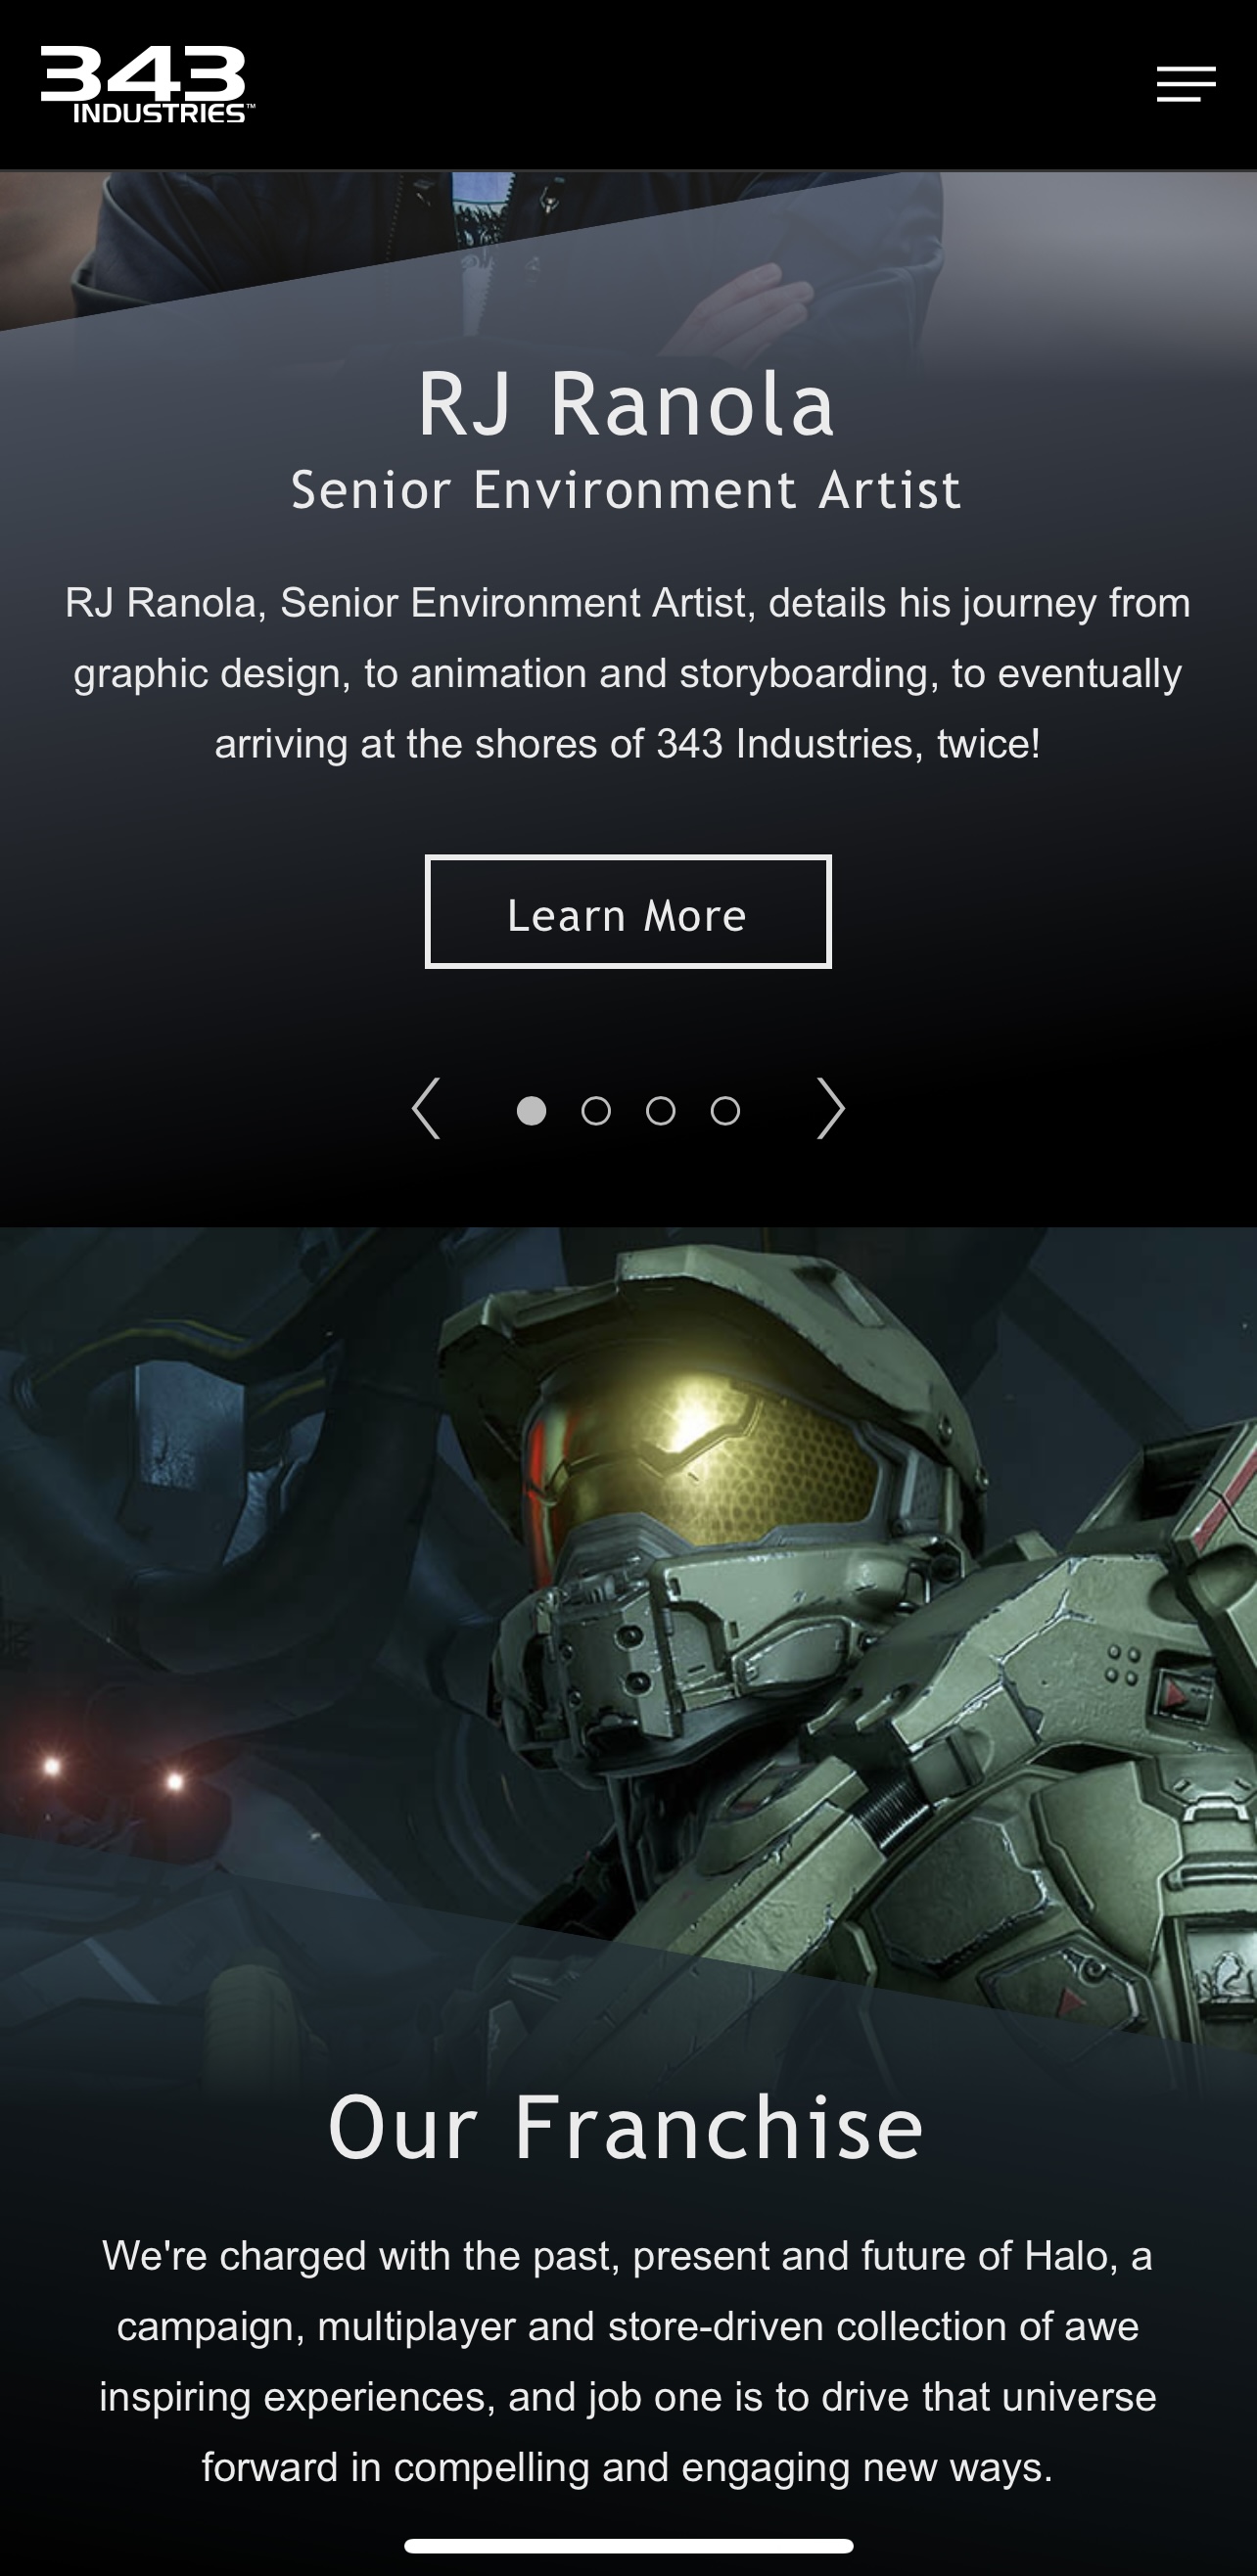 343
INDUSTRIES™
RJ Ranola
Senior Environment Artist
RJ Ranola, Senior Environment Artist, details his journey from
graphic design, to animation and storyboarding, to eventually
arriving at the shores of 343 Industries, twice!
Learn More
Our Franchise
We're charged with the past, present and future of Halo, a
campaign, multiplayer and store-driven collection of awe
inspiring experiences, and job one is to drive that universe
forward in compelling and engaging new ways.